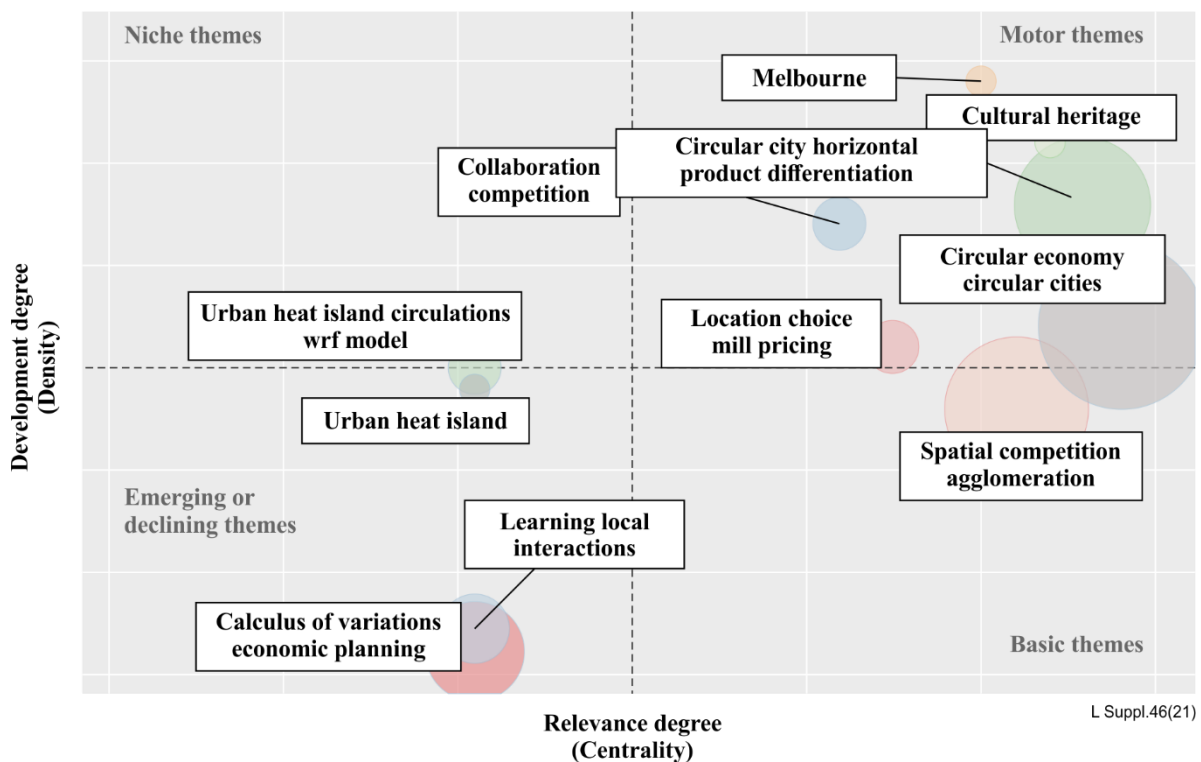 Niche themes
Motor themes
Melbourne
Cultural heritage
Circular city horizontal
product differentiation
Collaboration
competition
Circular economy
circular cities
Urban heat island circulations
wrf model
Location choice
mill pricing
Development degree
(Density)
Urban heat island
Spatial competition
agglomeration
Emerging or
declining themes
Learning local
interactions
Calculus of variations
economic planning
Basic themes
Relevance degree
(Centrality)
L Suppl.46(21)